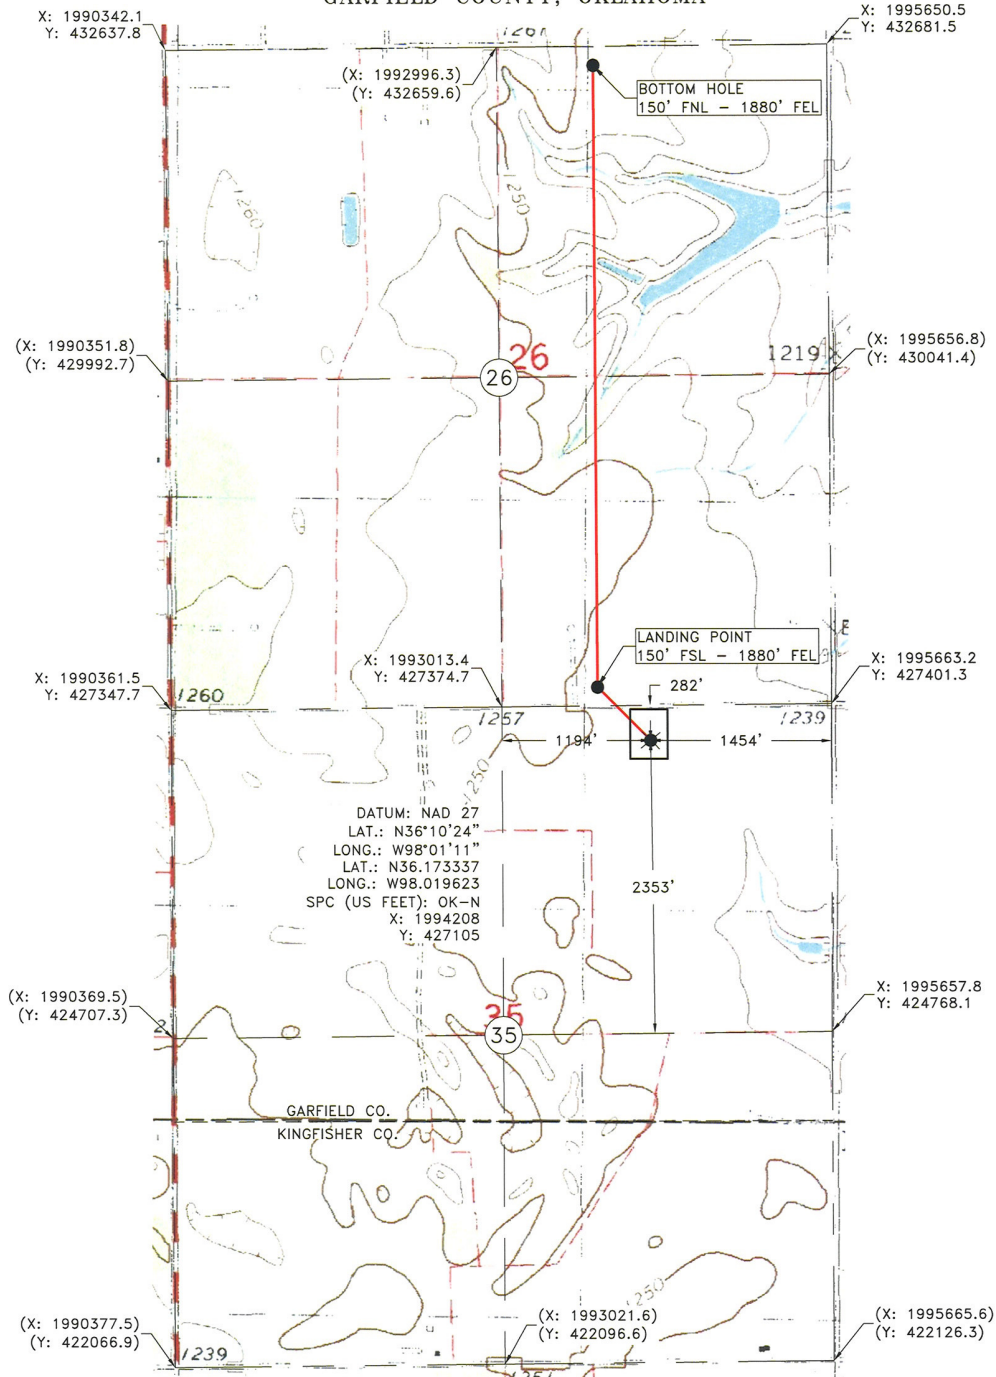 GARFIELD COUNTY, OKLAHOMA
X: 1990342.1
Y: 432637.8
X: 1995650.5
Y: 432681.5
1261
(X: 1992996.3)
(Y: 432659.6)
BOTTOM HOLE
150' FNL – 1880' FEL
1260
1250
(X: 1990351.8)
(Y: 429992.7)
26
26
1219 X
(X: 1995656.8)
(Y: 430041.4)
LANDING POINT
150' FSL – 1880' FEL
X: 1990361.5
Y: 427347.7
X: 1993013.4
Y: 427374.7
X: 1995663.2
Y: 427401.3
1260
1257
282'
1239
1194'
1454'
1250
DATUM: NAD 27
LAT.: N36°10'24"
LONG.: W98°01'11"
LAT.: N36.173337
LONG.: W98.019623
SPC (US FEET): OK–N
X: 1994208
Y: 427105
2353'
(X: 1990369.5)
(Y: 424707.3)
X: 1995657.8
Y: 424768.1
35
35
GARFIELD CO.
KINGFISHER CO.
1250
(X: 1990377.5)
(Y: 422066.9)
1239
(X: 1993021.6)
(Y: 422096.6)
(X: 1995665.6)
(Y: 422126.3)